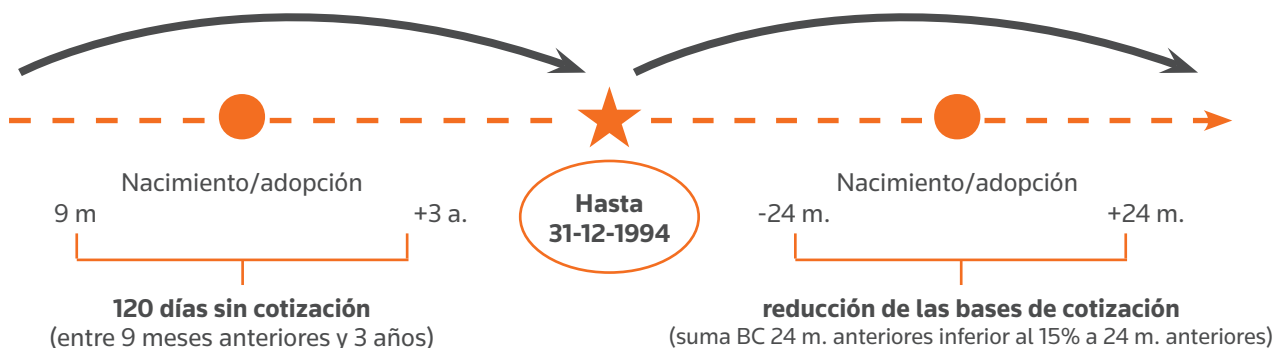 Nacimiento/adopción
9 m
+3 a.
120 días sin cotización
(entre 9 meses anteriores y 3 años)
Hasta
31-12-1994
Nacimiento/adopción
-24 m.
+24 m.
reducción de las bases de cotización
(suma BC 24 m. anteriores inferior al 15% a 24 m. anteriores)